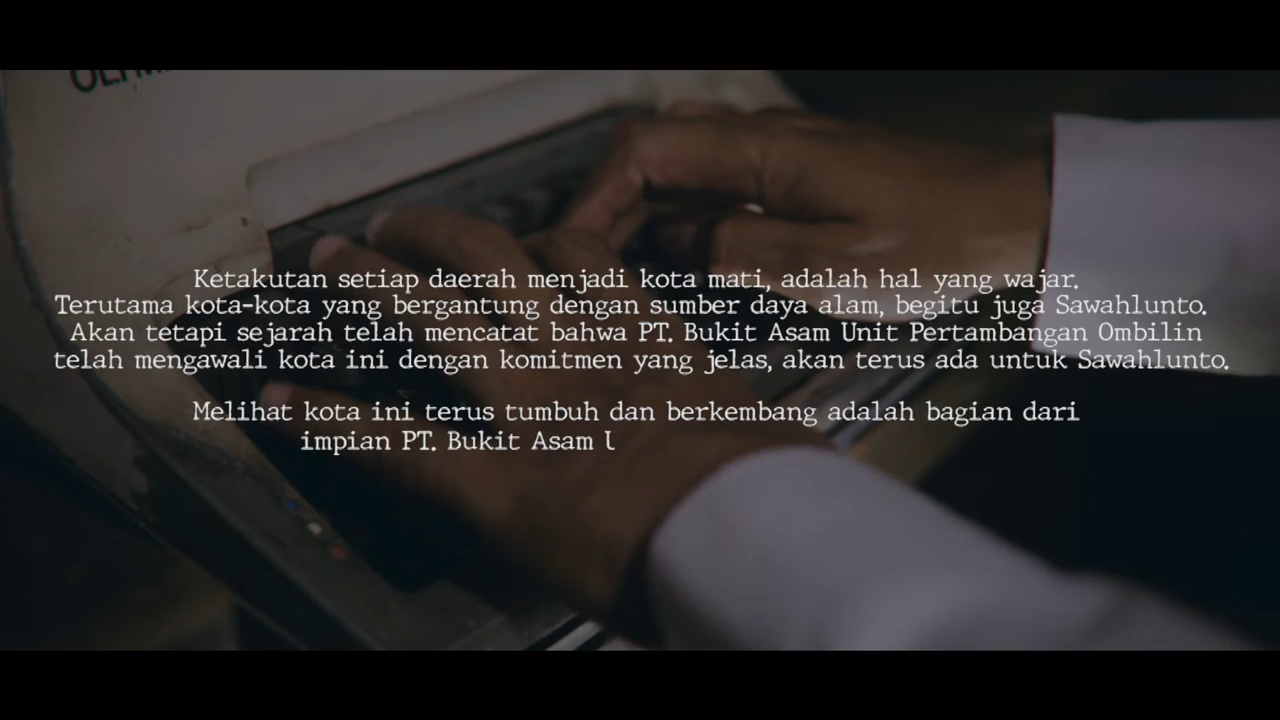 Ketakutan setiap daerah menjadi kota mati, adalah hal yang wajar.
Terutama kota-kota yang bergantung dengan sumber daya alam, begitu juga Sawahlunto.
Akan tetapi sejarah telah mencatat bahwa PT. Bukit Asam Unit Pertambangan Ombilin
telah mengawali kota ini dengan komitmen yang jelas, akan terus ada untuk Sawahlunto.
Melihat kota ini terus tumbuh dan berkembang adalah bagian dari
impian PT. Bukit Asam